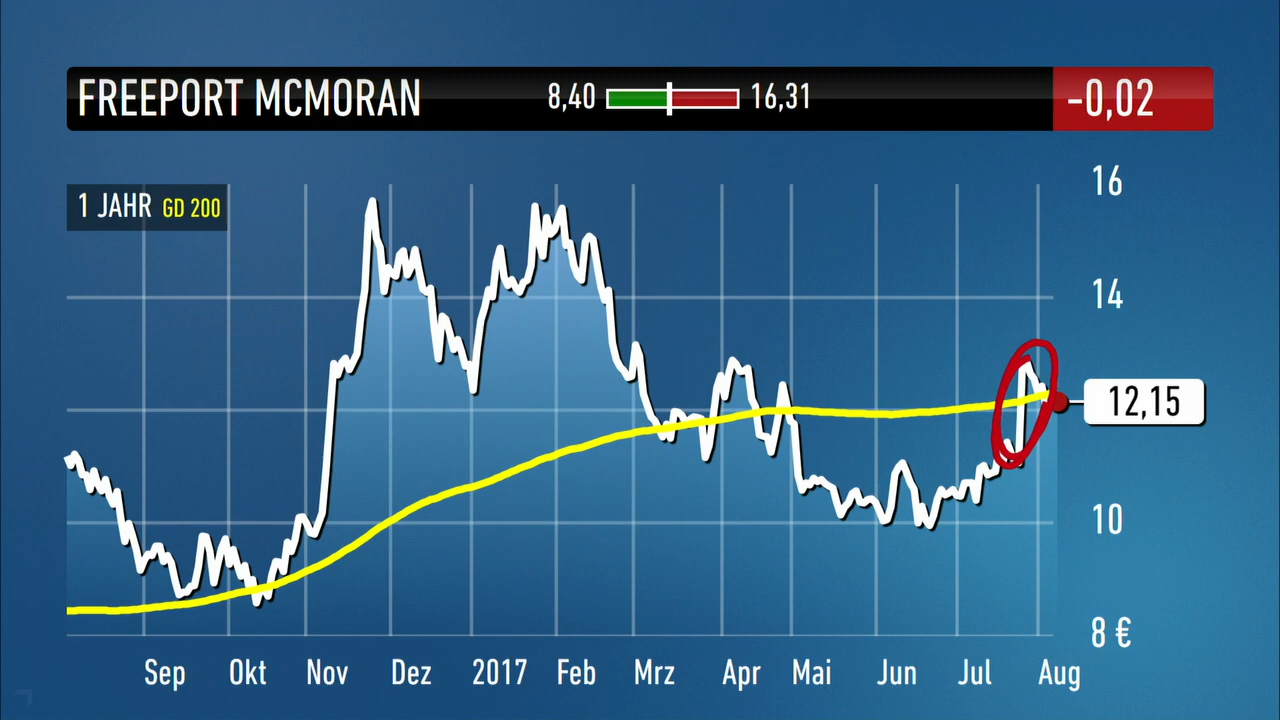 FREEPORT MCMORAN 8,40 16,31 -0,02
1 JAHR GD 200
16
14
12,15
10
8 €
Sep Okt Nov Dez 2017 Feb Mrz Apr Mai Jun Jul Aug